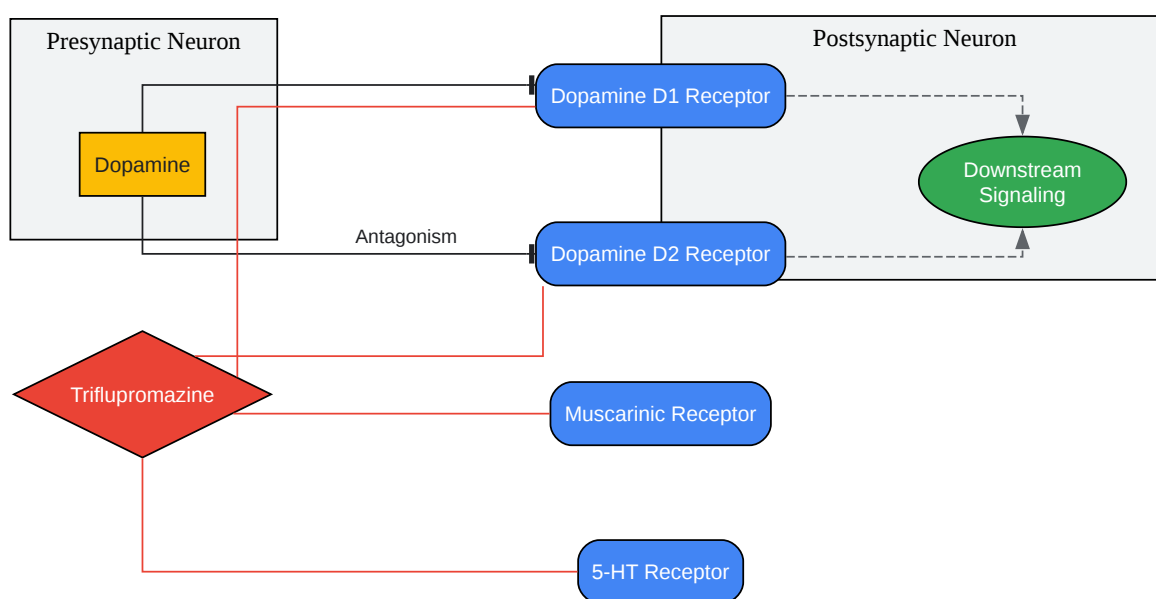 Presynaptic Neuron
Postsynaptic Neuron
Dopamine D1 Receptor
Dopamine
Downstream
Signaling
Antagonism
Dopamine D2 Receptor
Triflupromazine
Muscarinic Receptor
5-HT Receptor